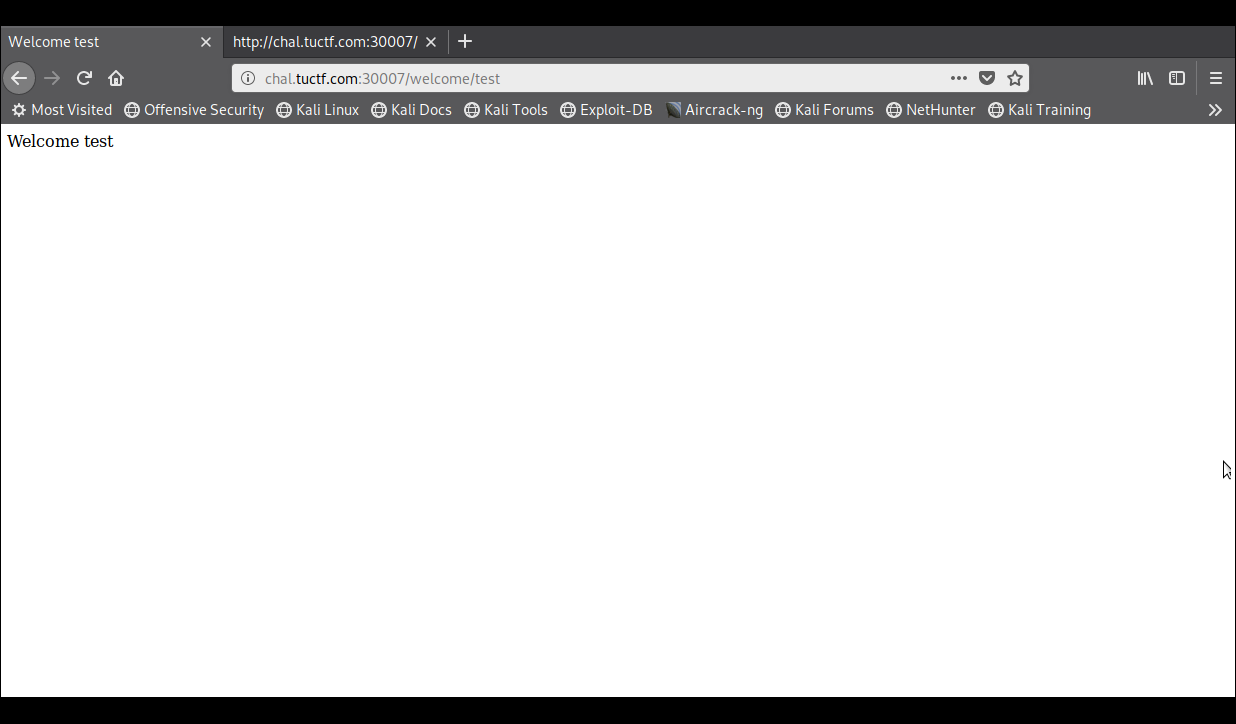 Welcome test
http://chal.tuctf.com:30007/
chal.tuctf.com:30007/welcome/test
Most Visited Offensive Security Kali Linux Kali Docs Kali Tools Exploit-DB Aircrack-ng Kali Forums NetHunter Kali Training
Welcome test